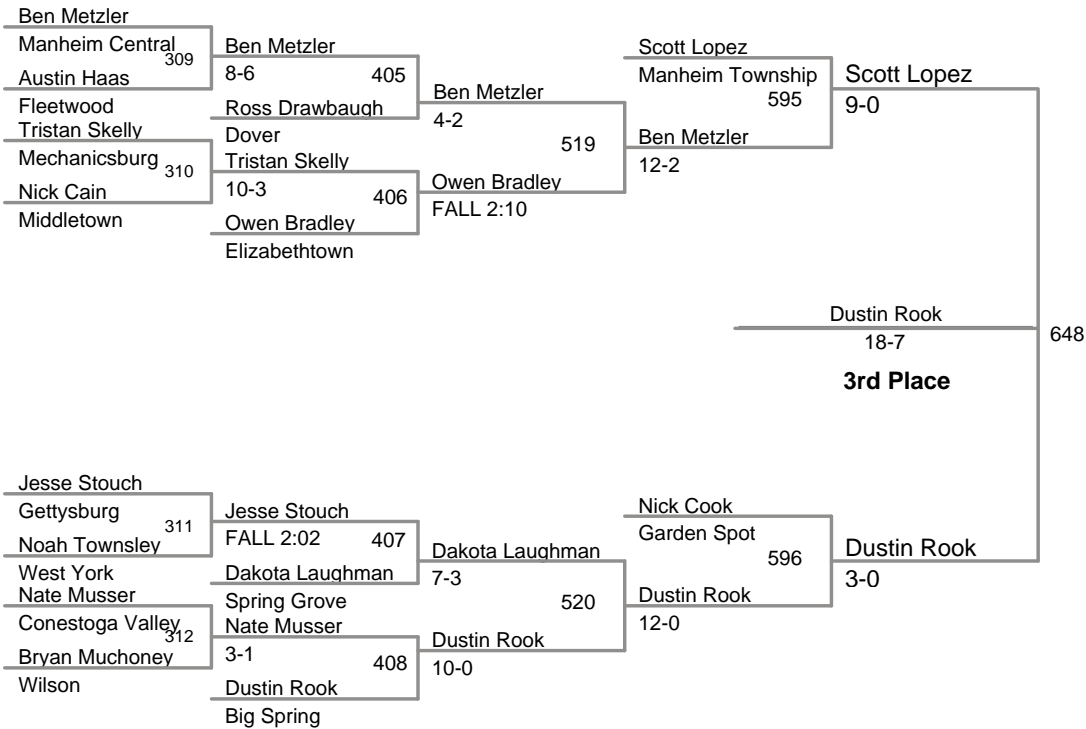 Ben Metzler
Manheim Central
309
Austin Haas
Fleetwood
Tristan Skelly
Mechanicsburg
310
Nick Cain
Middletown
Ben Metzler
8-6
405
Ross Drawbaugh
Dover
Tristan Skelly
10-3
406
Owen Bradley
Elizabethtown
Ben Metzler
4-2
519
Owen Bradley
FALL 2:10
Scott Lopez
Manheim Township
595
Ben Metzler
12-2
Scott Lopez
9-0
Dustin Rook
18-7
648
3rd Place
Jesse Stouch
Gettysburg
311
Noah Townsley
West York
Nate Musser
Conestoga Valley
312
Bryan Muchoney
Wilson
Jesse Stouch
FALL 2:02
407
Dakota Laughman
Spring Grove
Nate Musser
3-1
408
Dustin Rook
Big Spring
Dakota Laughman
7-3
520
Dustin Rook
10-0
Nick Cook
Garden Spot
596
Dustin Rook
12-0
Dustin Rook
3-0